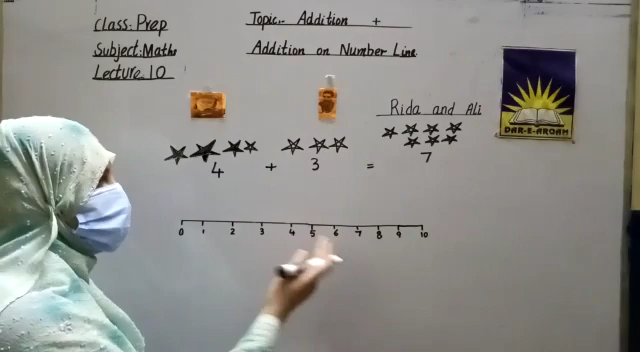 Class: Prep
Subject: Maths
Lecture. 10
Topic.- Addition +
Addition on Number Line.
Rida and Ali
DAR-E-ARQAM
4 + 3 = 7
0 1 2 3 4 5 6 7 8 9 10